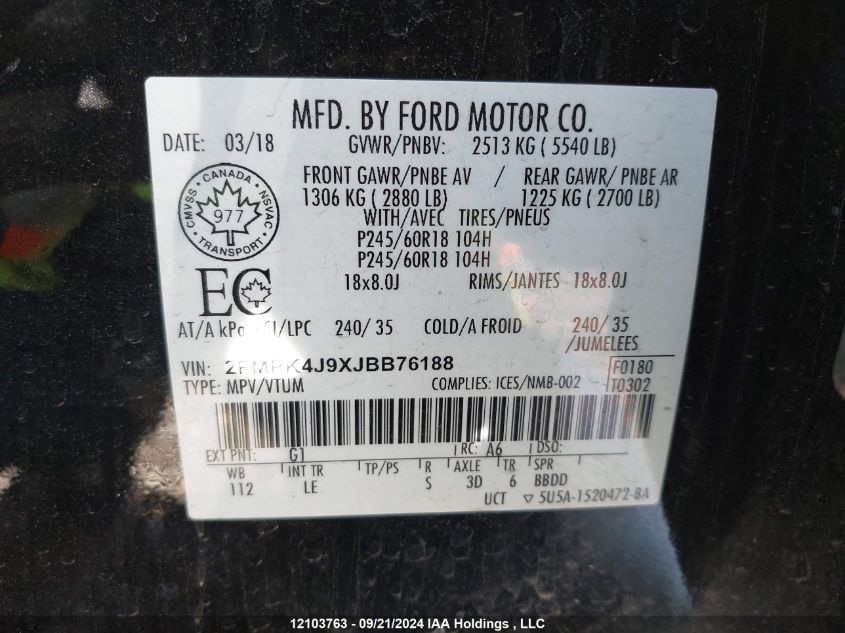 MFD. BY FORD MOTOR CO.
DATE: 03/18 GVWR/PNBV: 2513 KG ( 5540 LB)
FRONT GAWR/PNBE AV / REAR GAWR/ PNBE AR
1306 KG ( 2880 LB) 1225 KG ( 2700 LB)
WITH/AVEC TIRES/PNEUS
P245/60R18 104H
P245/60R18 104H
18x8.0J RIMS/JANTES 18x8.0J
CANADA
CMVSS NSVAC
977
TRANSPORT
EC
AT/A kPa PSI/LPC 240/ 35 COLD/A FROID 240/ 35
/JUMELEES
VIN: 2FMPK4J9XJBB76188 F0180
TYPE: MPV/VTUM COMPLIES: ICES/NMB-002 T0302
EXT PNT: G1 RC: A6 DSO:
WB INT TR TP/PS R AXLE TR SPR
112 LE S 3D 6 BBDD
UCT ▽ 5U5A-1520472-BA
12103763 - 09/21/2024 IAA Holdings , LLC